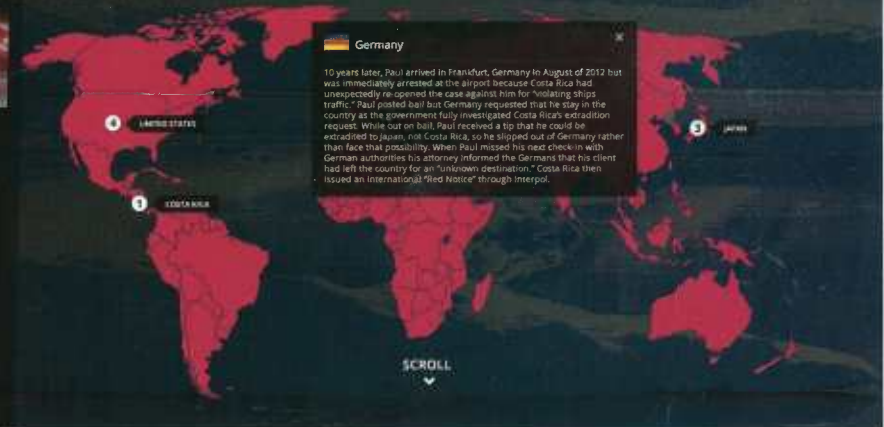 Germany
10 years later, Paul arrived in Frankfurt, Germany in August of 2012 but
was immediately arrested at the airport because Costa Rica had
unexpectedly re-opened the case against him for "violating ships
traffic." Paul posted bail but Germany requested that he stay in the
country as the government fully investigated Costa Rica's extradition
request. While out on bail, Paul received a tip that he could be
extradited to Japan, not Costa Rica, so he slipped out of Germany rather
than face that possibility. When Paul missed his next check-in with
German authorities his attorney informed the Germans that his client
had left the country for an "unknown destination." Costa Rica then
issued an International "Red Notice" through Interpol.
4 UNITED STATES
3 JAPAN
1 COSTA RICA
SCROLL